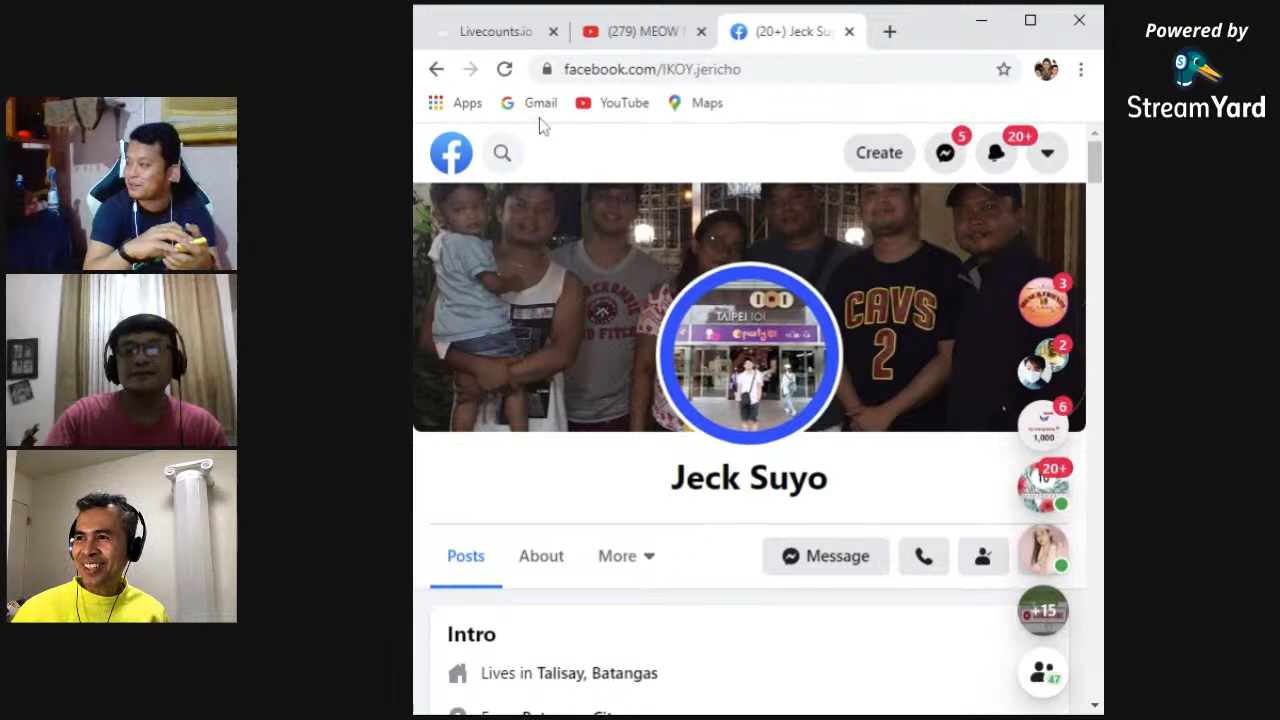 Powered by
StreamYard
Livecounts.io
(279) MEOW
(20+) Jeck Su
facebook.com/IKOY.jericho
Apps
Gmail
YouTube
Maps
Create
5
20+
101
TAIPEI 101
party
CAVS
2
3
2
6
1,000
20+
Jeck Suyo
Posts
About
More
Message
+15
Intro
Lives in Talisay, Batangas
47